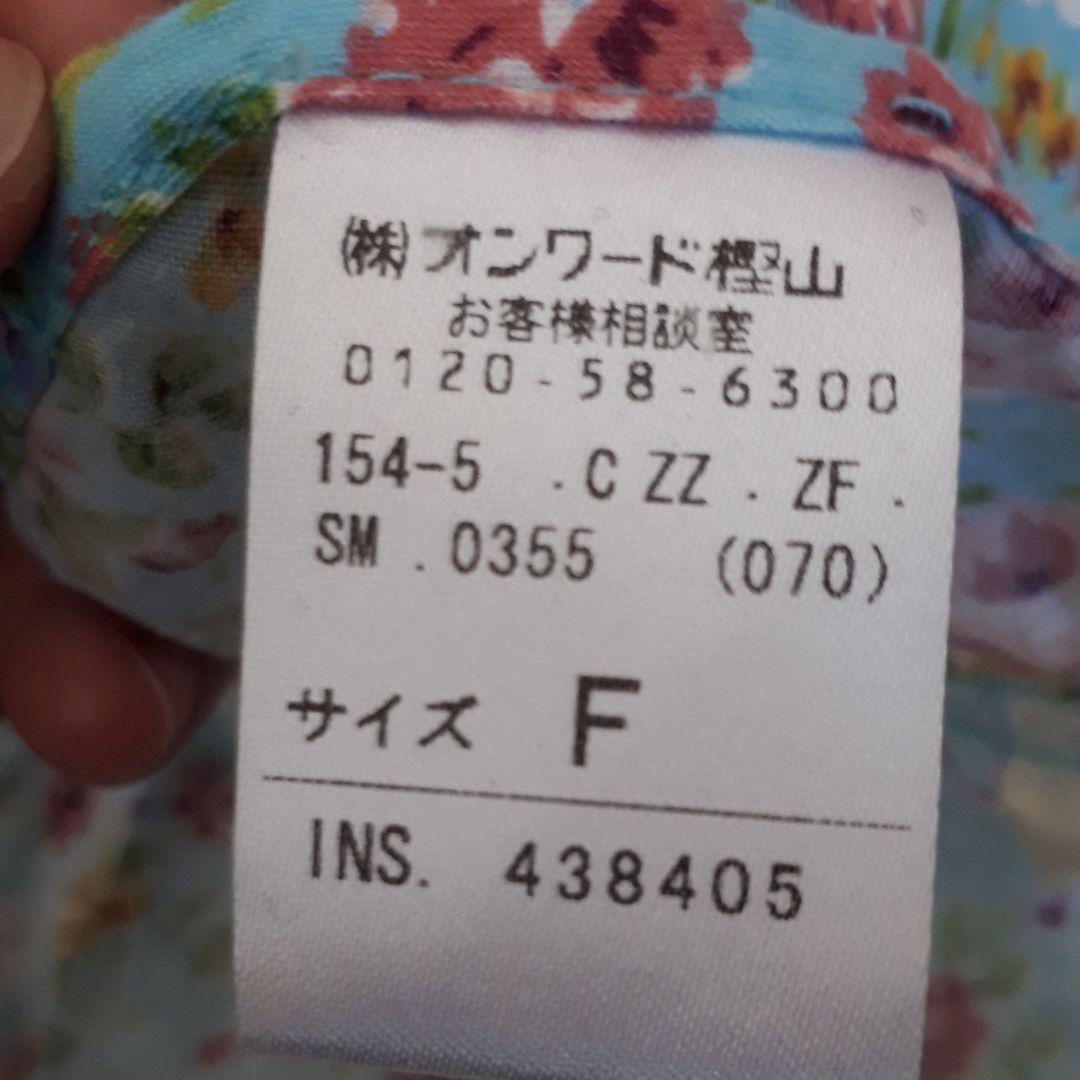 ㈱オンワード樫山
お客様相談室
0120-58-6300
154-5 .C ZZ . ZF .
SM .0355 (070)
サイズ F
INS. 438405